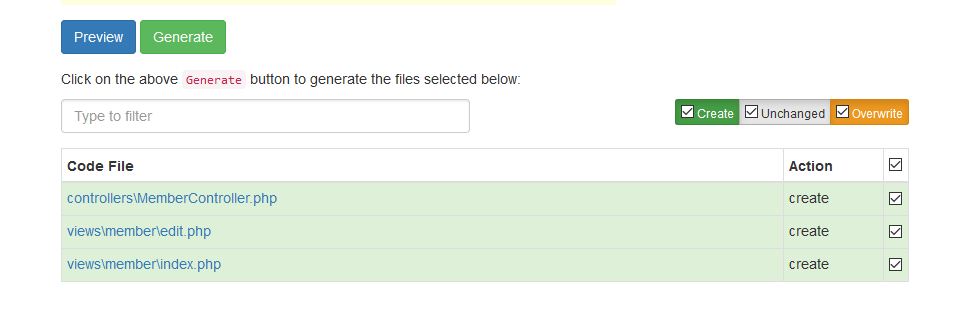 Preview Generate
Click on the above Generate button to generate the files selected below:
Type to filter Create Unchanged Overwrite
Code File Action
controllers\MemberController.php create
views\member\edit.php create
views\member\index.php create